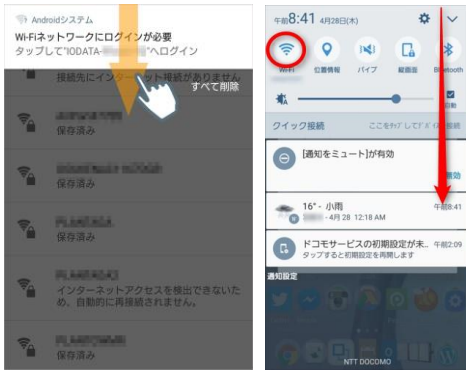 Androidシステム
Wi-Fiネットワークにログインが必要
タップして"IODATA- "へログイン
接続先にインターネット接続がありません
すべて削除
保存済み
保存済み
保存済み
インターネットアクセスを検出できないた
め、自動的に再接続されません。
保存済み
午前8:41 4月28日(木)
Wi-Fi 位置情報 バイブ 縦画面 Bluetooth
自動
クイック接続
[通知をミュート]が有効
16°- 小雨 午前8:41
- 4月 28 12:18 AM
ドコモサービスの初期設定が未.. 午前2:09
タップすると初期設定を再開します
通知設定
NTT DOCOMO